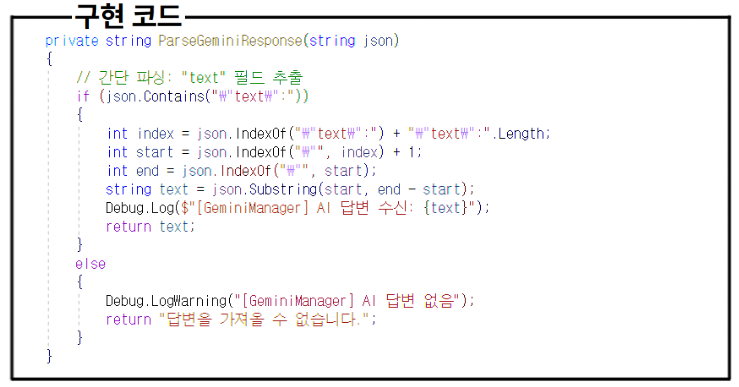 구현 코드
private string ParseGeminiResponse(string json)
{
// 간단 파싱: "text" 필드 추출
if (json.Contains("₩"text₩":"))
{
int index = json.IndexOf("₩"text₩":") + "₩"text₩":".Length;
int start = json.IndexOf("₩"", index) + 1;
int end = json.IndexOf("₩"", start);
string text = json.Substring(start, end - start);
Debug.Log($"[GeminiManager] AI 답변 수신: {text}");
return text;
}
else
{
Debug.LogWarning("[GeminiManager] AI 답변 없음");
return "답변을 가져올 수 없습니다.";
}
}